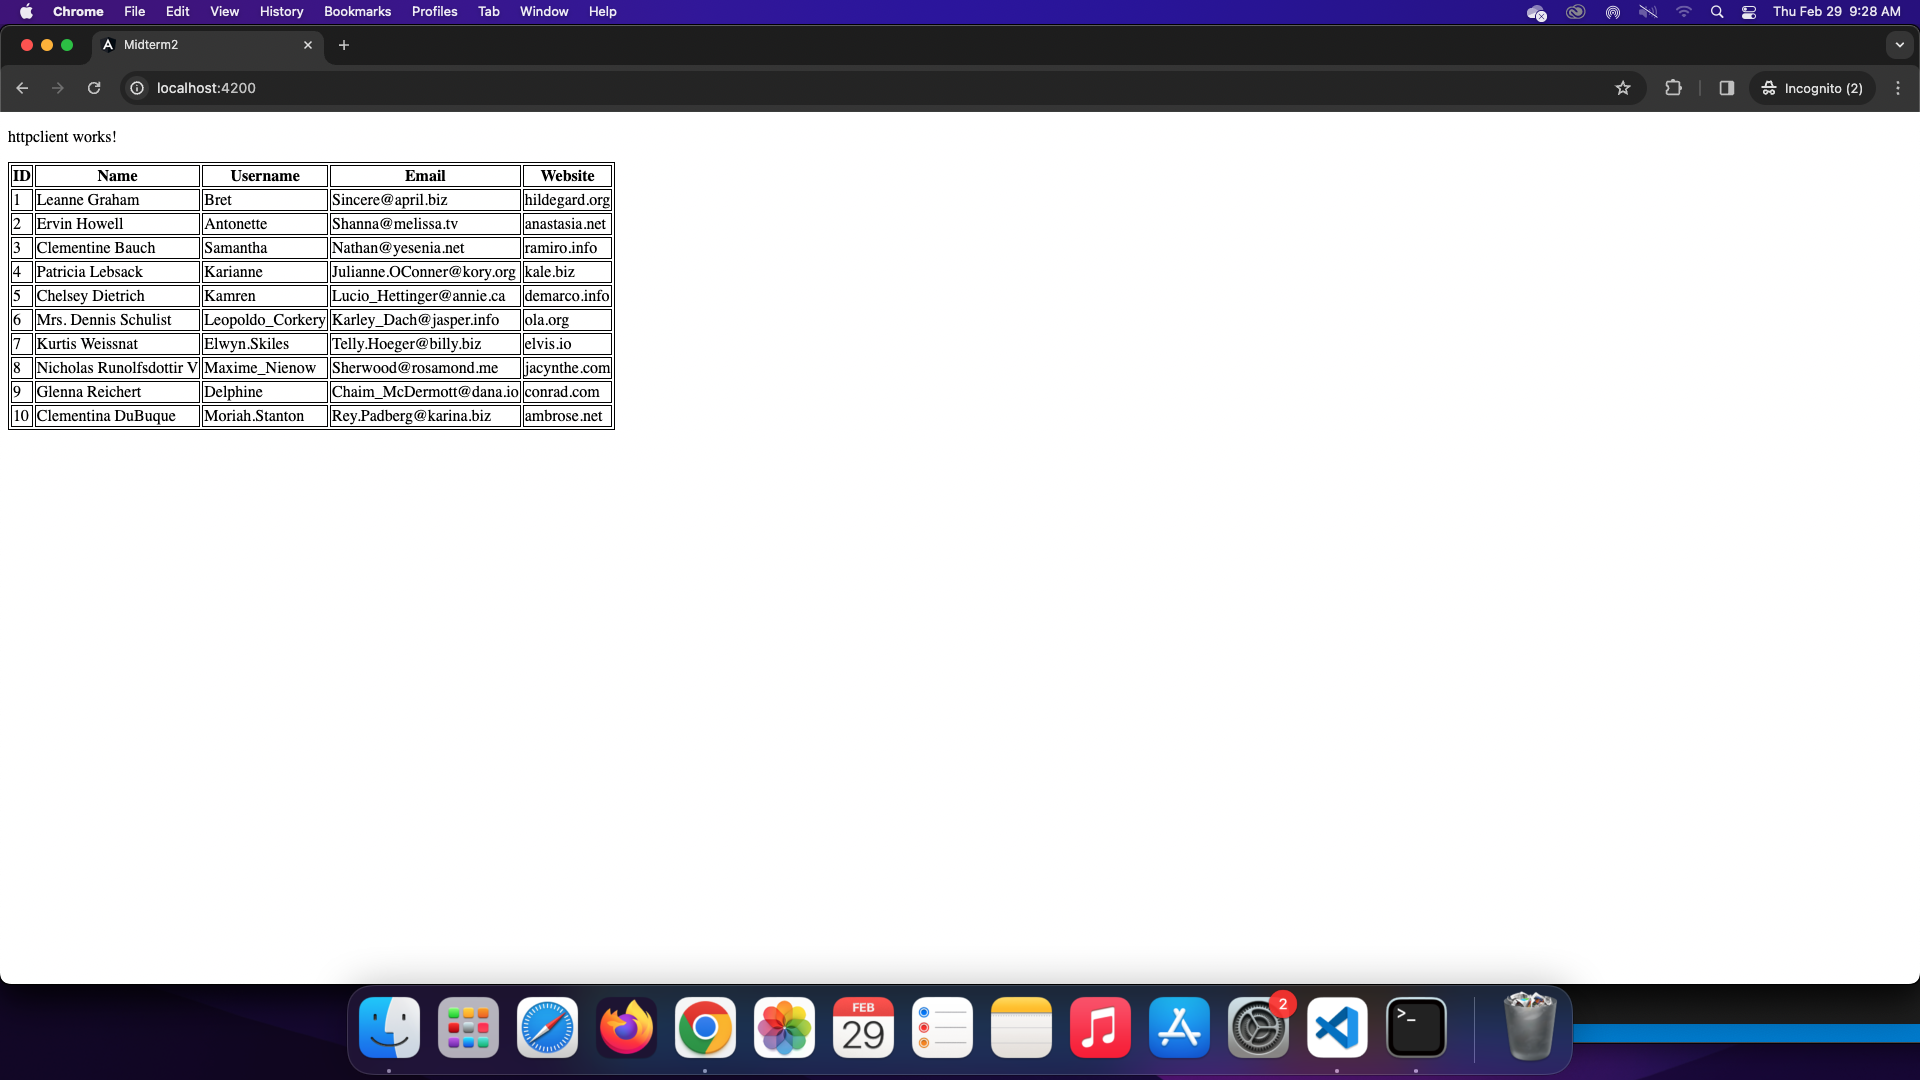 Chrome File Edit View History Bookmarks Profiles Tab Window Help Thu Feb 29 9:28 AM
Midterm2
localhost:4200 Incognito (2)
httpclient works!
ID Name Username Email Website
1 Leanne Graham Bret Sincere@april.biz hildegard.org
2 Ervin Howell Antonette Shanna@melissa.tv anastasia.net
3 Clementine Bauch Samantha Nathan@yesenia.net ramiro.info
4 Patricia Lebsack Karianne Julianne.OConner@kory.org kale.biz
5 Chelsey Dietrich Kamren Lucio_Hettinger@annie.ca demarco.info
6 Mrs. Dennis Schulist Leopoldo_Corkery Karley_Dach@jasper.info ola.org
7 Kurtis Weissnat Elwyn.Skiles Telly.Hoeger@billy.biz elvis.io
8 Nicholas Runolfsdottir V Maxime_Nienow Sherwood@rosamond.me jacynthe.com
9 Glenna Reichert Delphine Chaim_McDermott@dana.io conrad.com
10 Clementina DuBuque Moriah.Stanton Rey.Padberg@karina.biz ambrose.net
FEB 2
29 >_